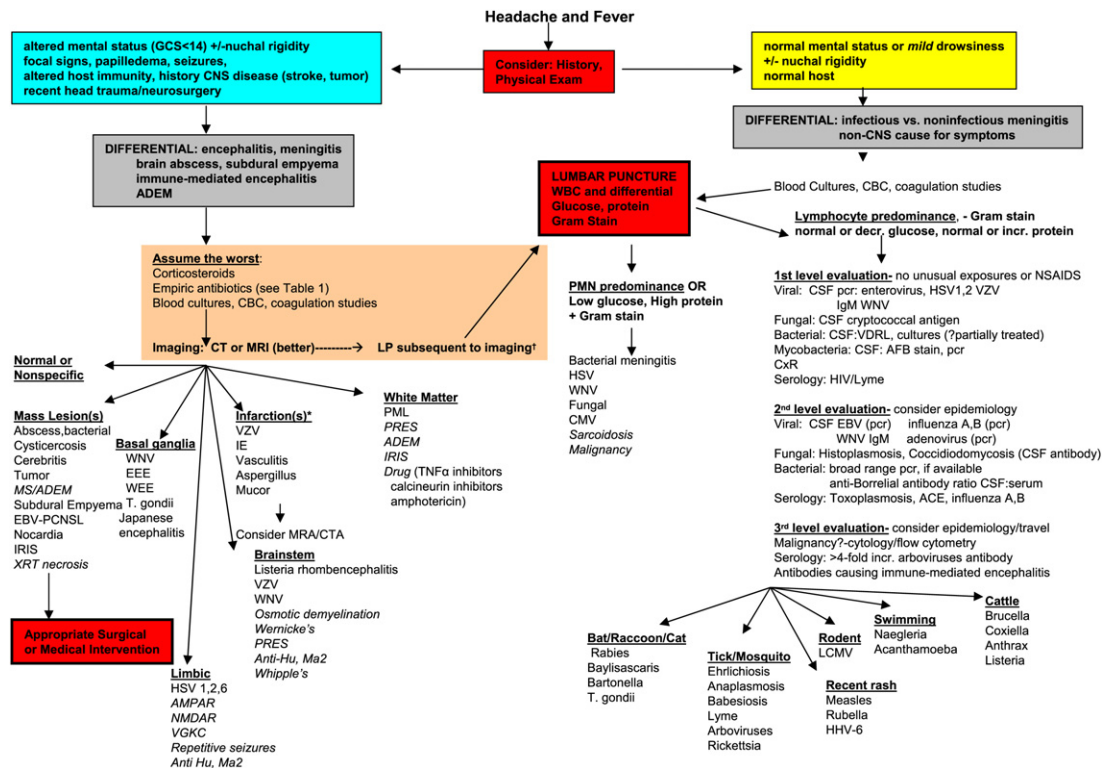 Headache and Fever
altered mental status (GCS<14) +/-nuchal rigidity
focal signs, papilledema, seizures,
altered host immunity, history CNS disease (stroke, tumor)
recent head trauma/neurosurgery
Consider: History,
Physical Exam
normal mental status or mild drowsiness
+/- nuchal rigidity
normal host
DIFFERENTIAL: encephalitis, meningitis
brain abscess, subdural empyema
immune-mediated encephalitis
ADEM
DIFFERENTIAL: infectious vs. noninfectious meningitis
non-CNS cause for symptoms
LUMBAR PUNCTURE
WBC and differential
Glucose, protein
Gram Stain
Blood Cultures, CBC, coagulation studies
Lymphocyte predominance, - Gram stain
normal or decr. glucose, normal or incr. protein
Assume the worst:
Corticosteroids
Empiric antibiotics (see Table 1)
Blood cultures, CBC, coagulation studies
Imaging: CT or MRI (better)---------→ LP subsequent to imaging†
PMN predominance OR
Low glucose, High protein
+ Gram stain
Bacterial meningitis
HSV
WNV
Fungal
CMV
Sarcoidosis
Malignancy
1st level evaluation- no unusual exposures or NSAIDS
Viral: CSF pcr: enterovirus, HSV1,2 VZV
IgM WNV
Fungal: CSF cryptococcal antigen
Bacterial: CSF:VDRL, cultures (?partially treated)
Mycobacteria: CSF: AFB stain, pcr
CxR
Serology: HIV/Lyme
2nd level evaluation- consider epidemiology
Viral: CSF EBV (pcr) influenza A,B (pcr)
WNV IgM adenovirus (pcr)
Fungal: Histoplasmosis, Coccidiodomycosis (CSF antibody)
Bacterial: broad range pcr, if available
anti-Borrelial antibody ratio CSF:serum
Serology: Toxoplasmosis, ACE, influenza A,B
3rd level evaluation- consider epidemiology/travel
Malignancy?-cytology/flow cytometry
Serology: >4-fold incr. arboviruses antibody
Antibodies causing immune-mediated encephalitis
Normal or
Nonspecific
Mass Lesion(s)
Abscess,bacterial
Cysticercosis
Cerebritis
Tumor
MS/ADEM
Subdural Empyema
EBV-PCNSL
Nocardia
IRIS
XRT necrosis
Appropriate Surgical
or Medical Intervention
Basal ganglia
WNV
EEE
WEE
T. gondii
Japanese
encephalitis
Infarction(s)*
VZV
IE
Vasculitis
Aspergillus
Mucor
Consider MRA/CTA
White Matter
PML
PRES
ADEM
IRIS
Drug (TNFα inhibitors
calcineurin inhibitors
amphotericin)
Brainstem
Listeria rhombencephalitis
VZV
WNV
Osmotic demyelination
Wernicke's
PRES
Anti-Hu, Ma2
Whipple's
Limbic
HSV 1,2,6
AMPAR
NMDAR
VGKC
Repetitive seizures
Anti Hu, Ma2
Bat/Raccoon/Cat
Rabies
Baylisascaris
Bartonella
T. gondii
Tick/Mosquito
Ehrlichiosis
Anaplasmosis
Babesiosis
Lyme
Arboviruses
Rickettsia
Rodent
LCMV
Recent rash
Measles
Rubella
HHV-6
Swimming
Naegleria
Acanthamoeba
Cattle
Brucella
Coxiella
Anthrax
Listeria